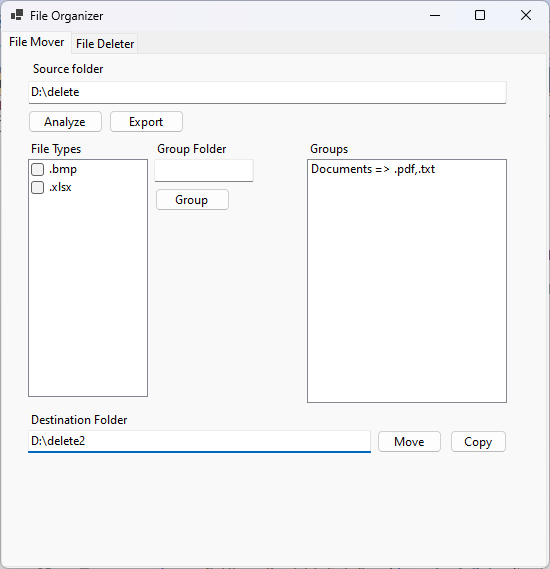 File Organizer
File Mover File Deleter
Source folder
D:\delete
Analyze Export
File Types Group Folder Groups
.bmp Documents => .pdf,.txt
.xlsx
Group
Destination Folder
D:\delete2 Move Copy